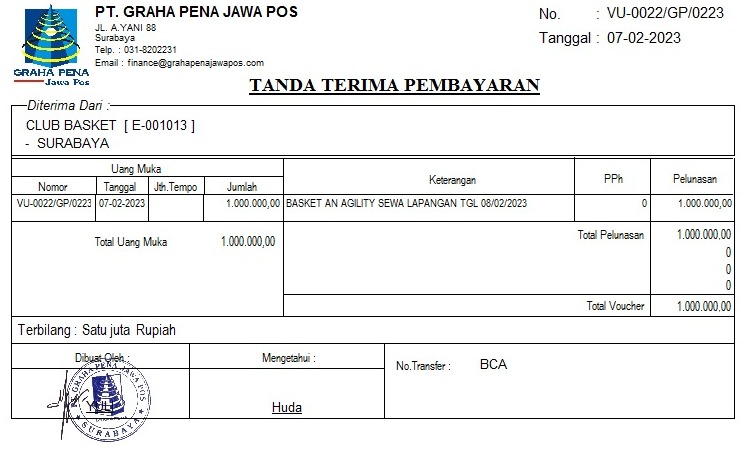 PT. GRAHA PENA JAWA POS
JL. A.YANI 88
Surabaya
Telp. : 031-8202231
Email : finance@grahapenajawapos.com
GRAHA PENA
Jawa Pos
No. : VU-0022/GP/0223
Tanggal : 07-02-2023
TANDA TERIMA PEMBAYARAN
Diterima Dari :
CLUB BASKET [ E-001013 ]
- SURABAYA
Uang Muka
Nomor Tanggal Jth.Tempo Jumlah Keterangan PPh Pelunasan
VU-0022/GP/0223 07-02-2023 1.000.000,00 BASKET AN AGILITY SEWA LAPANGAN TGL 08/02/2023 0 1.000.000,00
Total Uang Muka 1.000.000,00
Total Pelunasan 1.000.000,00
0
0
0
Total Voucher 1.000.000,00
Terbilang : Satu juta Rupiah
Dibuat Oleh : Mengetahui : No.Transfer : BCA
PT. GRAHA PENA JAWA POS
YULI
SURABAYA
Huda